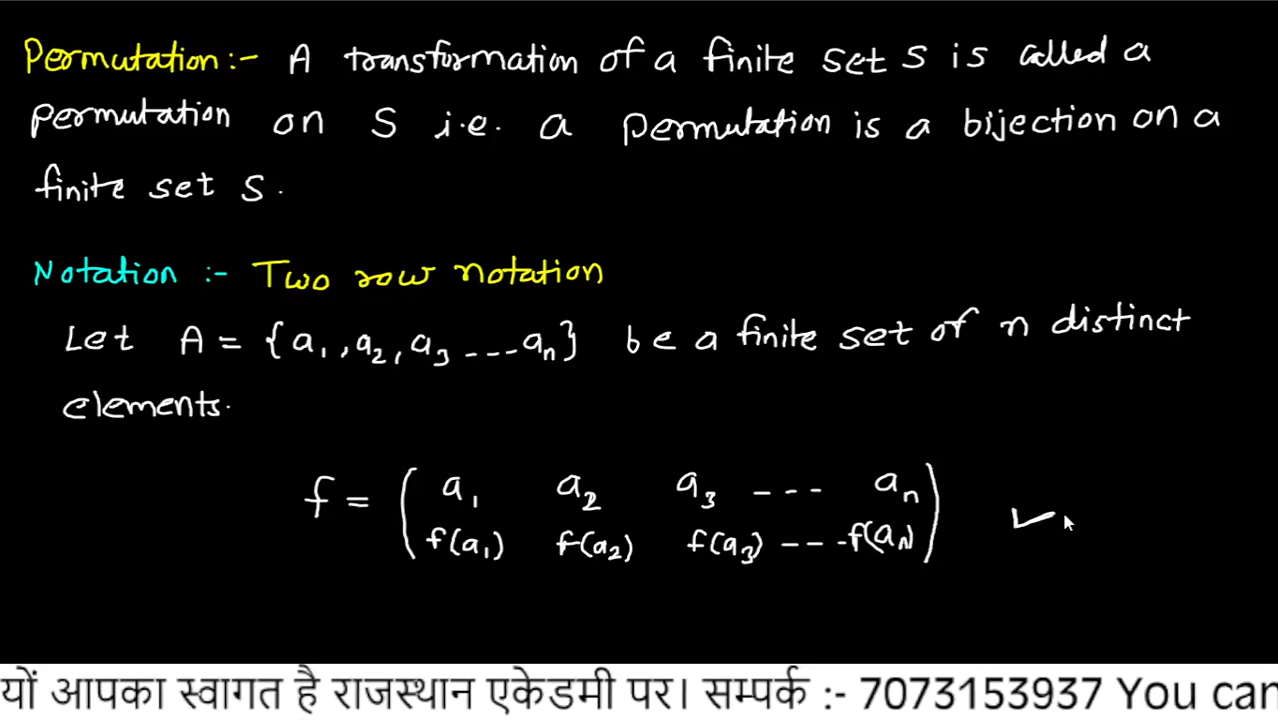 Permutation :- A transformation of a finite set S is called a
permutation on S i.e. a permutation is a bijection on a
finite set S.
Notation :- Two row notation
Let A = {a₁, a₂, a₃ ---- aₙ} be a finite set of n distinct
elements.
f = ( a₁ a₂ a₃ --- aₙ )
f(a₁) f(a₂) f(a₃) --- f(aₙ)
यों आपका स्वागत है राजस्थान एकेडमी पर। सम्पर्क :- 7073153937 You can